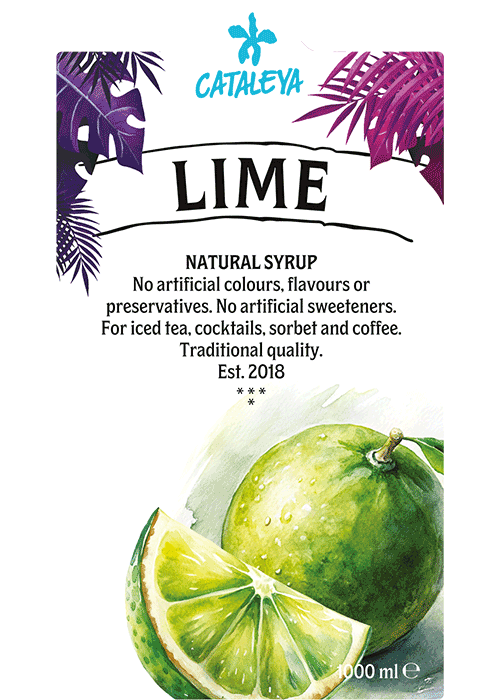 CATALEYA
LIME
NATURAL SYRUP
No artificial colours, flavours or
preservatives. No artificial sweeteners.
For iced tea, cocktails, sorbet and coffee.
Traditional quality.
Est. 2018
***
*
1000 ml ℮